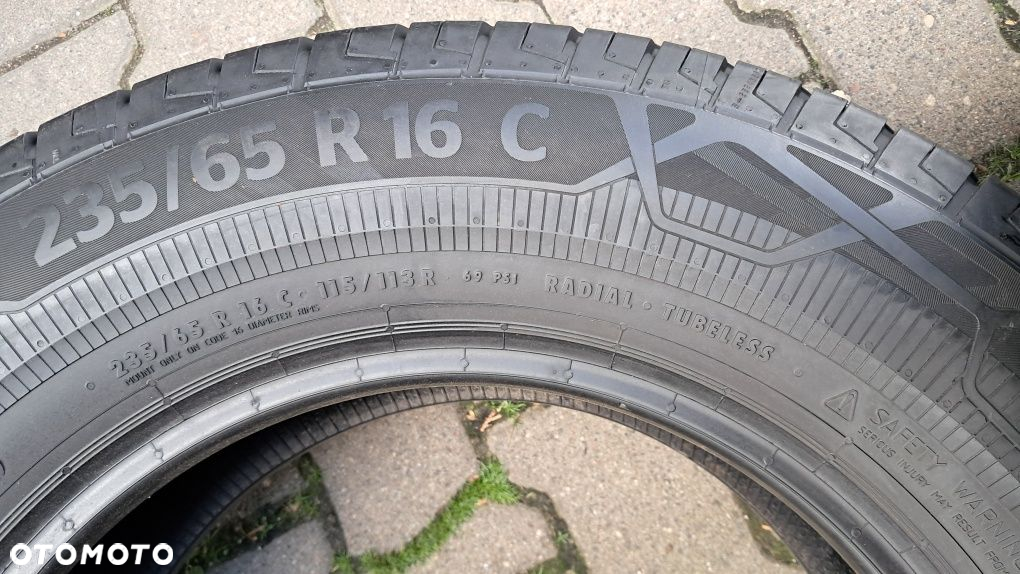 235/65 R 16 C
235/65 R 16 C · 115/113 R 69 PSI RADIAL · TUBELESS
MOUNT ONLY ON CODE 16 DIAMETER RIMS
SAFETY WARNING
SERIOUS INJURY MAY RESULT FROM
OTOMOTO